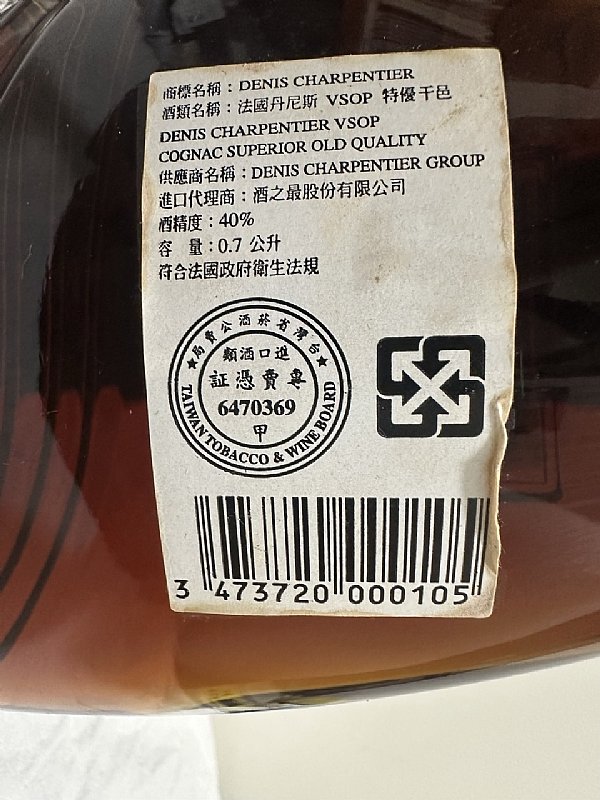 商標名稱：DENIS CHARPENTIER
酒類名稱：法國丹尼斯 VSOP 特優干邑
DENIS CHARPENTIER VSOP
COGNAC SUPERIOR OLD QUALITY
供應商名稱：DENIS CHARPENTIER GROUP
進口代理商：酒之最股份有限公司
酒精度：40%
容 量：0.7 公升
符合法國政府衛生法規
★局賣公酒菸省灣台★
類酒口進
証憑賣專
6470369
甲
TAIWAN TOBACCO & WINE BOARD
3 473720 000105